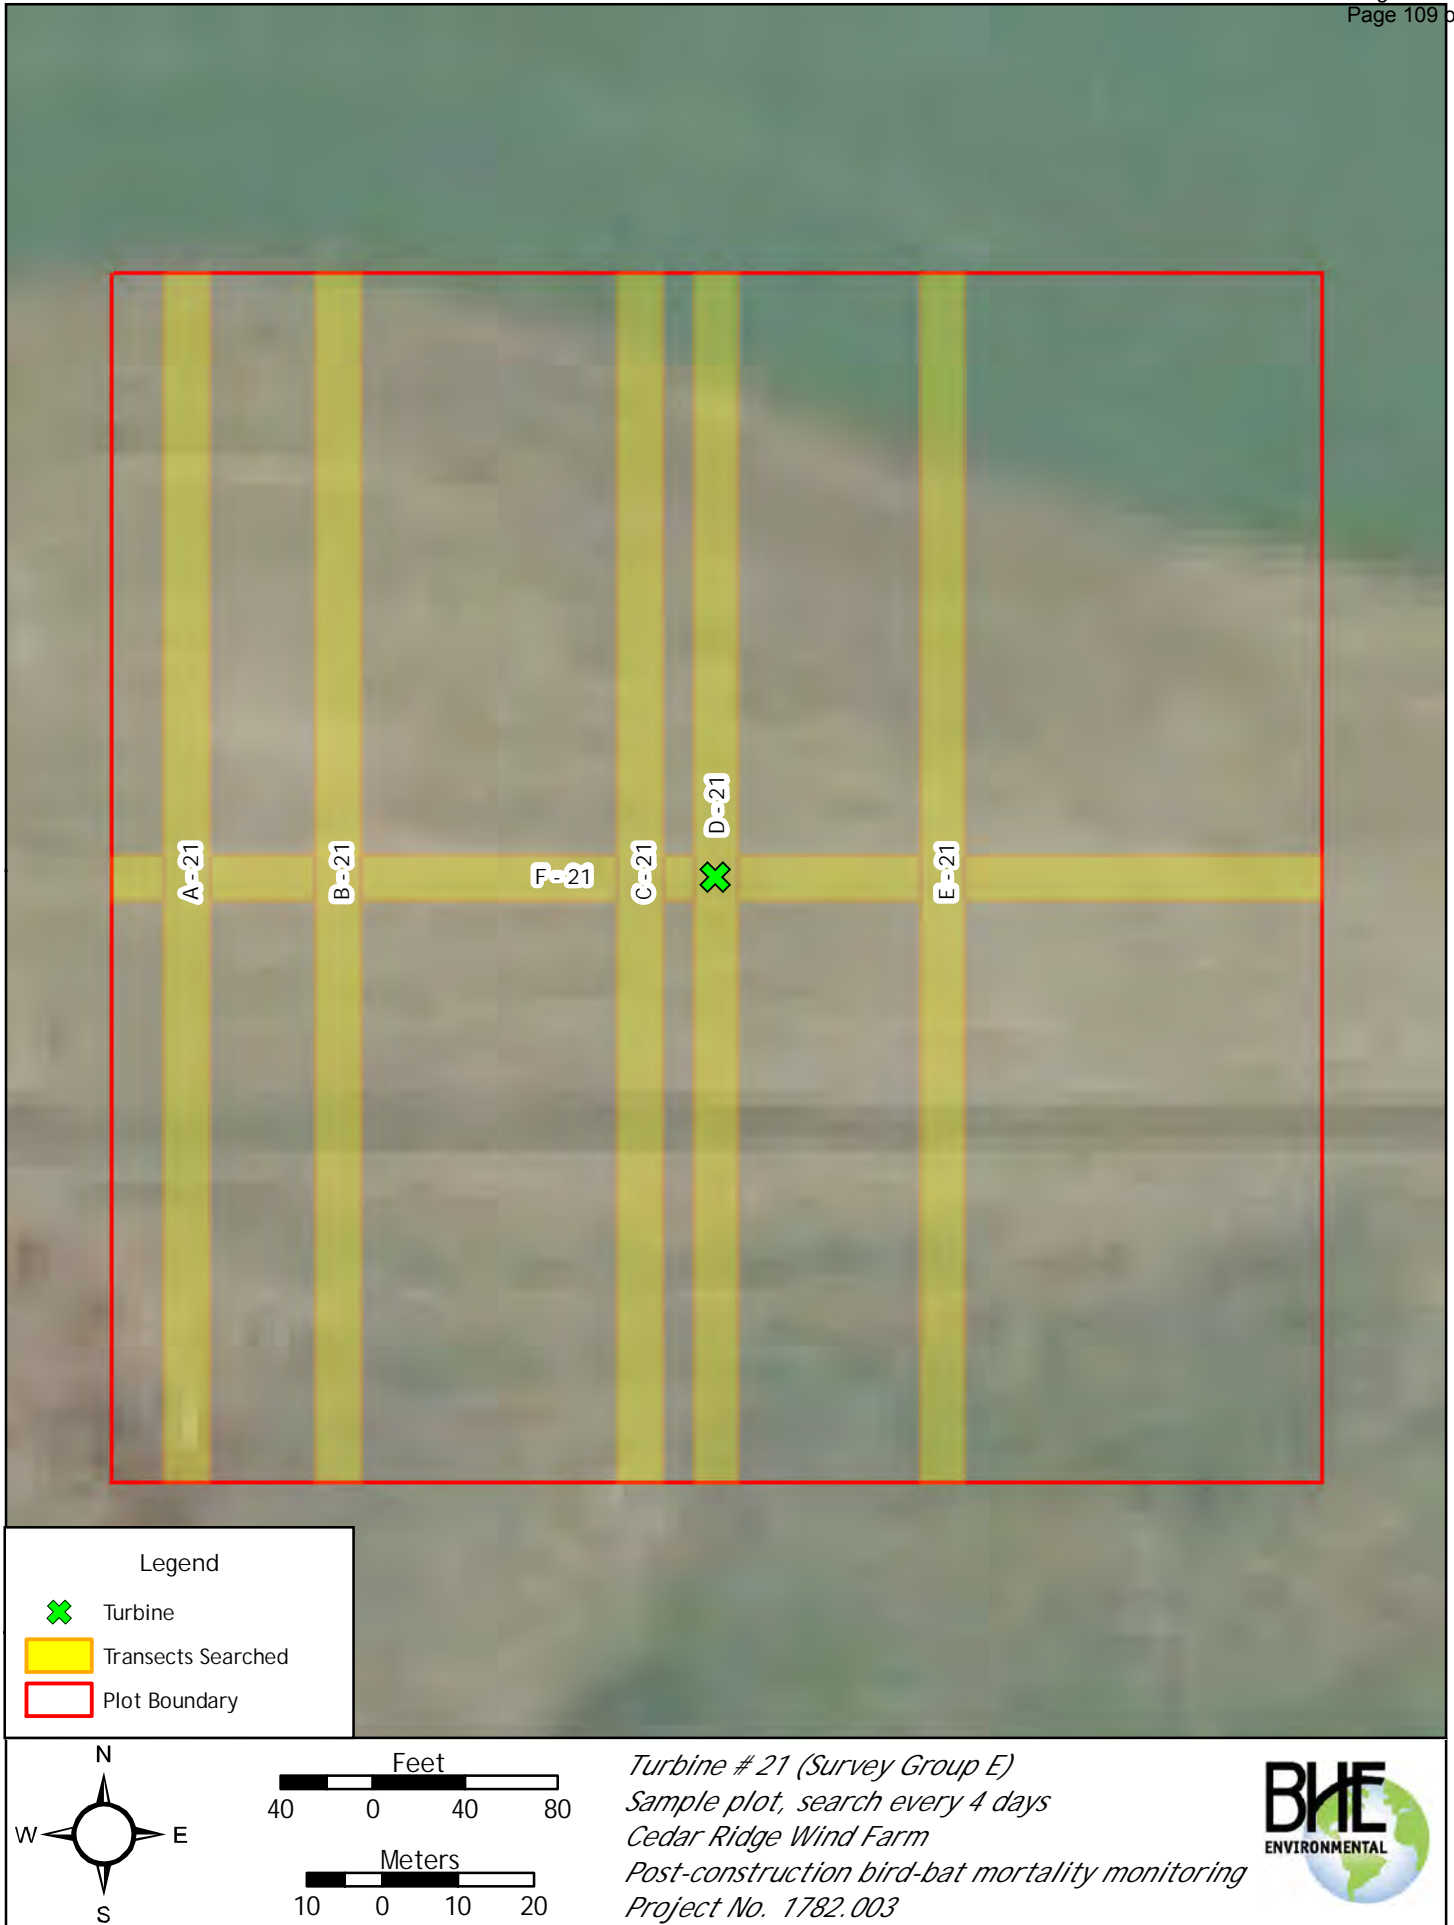 Page 109 o
D - 21
A - 21
B - 21
F - 21
C - 21
E - 21
Legend
Turbine
Transects Searched
Plot Boundary
N
W
E
S
Feet
40 0 40 80
Meters
10 0 10 20
Turbine # 21 (Survey Group E)
Sample plot, search every 4 days
Cedar Ridge Wind Farm
Post-construction bird-bat mortality monitoring
Project No. 1782.003
BHE
ENVIRONMENTAL